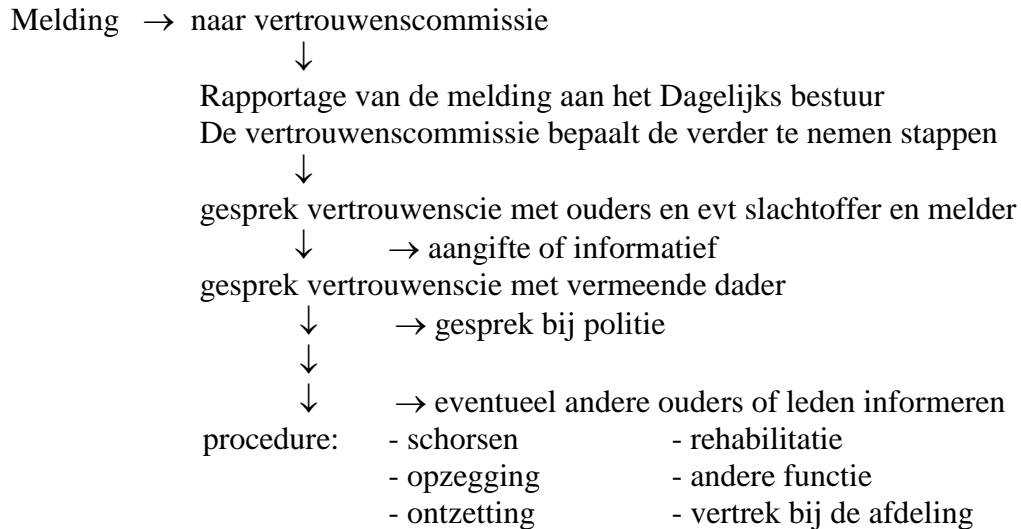 Melding → naar vertrouwenscommissie
↓
Rapportage van de melding aan het Dagelijks bestuur
De vertrouwenscommissie bepaalt de verder te nemen stappen
↓
gesprek vertrouwenscie met ouders en evt slachtoffer en melder
↓ → aangifte of informatief
gesprek vertrouwenscie met vermeende dader
↓ → gesprek bij politie
↓
↓ → eventueel andere ouders of leden informeren
procedure: - schorsen - rehabilitatie
- opzegging - andere functie
- ontzetting - vertrek bij de afdeling